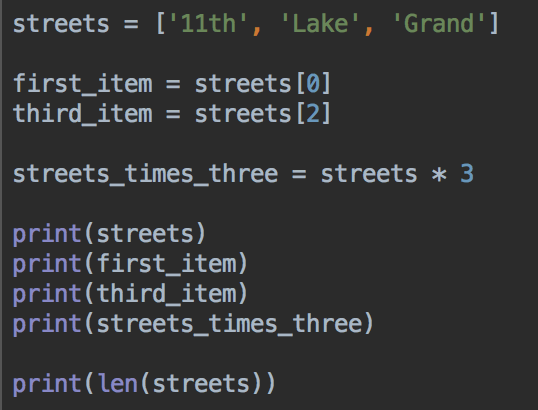 streets = ['11th', 'Lake', 'Grand']
first_item = streets[0]
third_item = streets[2]
streets_times_three = streets * 3
print(streets)
print(first_item)
print(third_item)
print(streets_times_three)
print(len(streets))